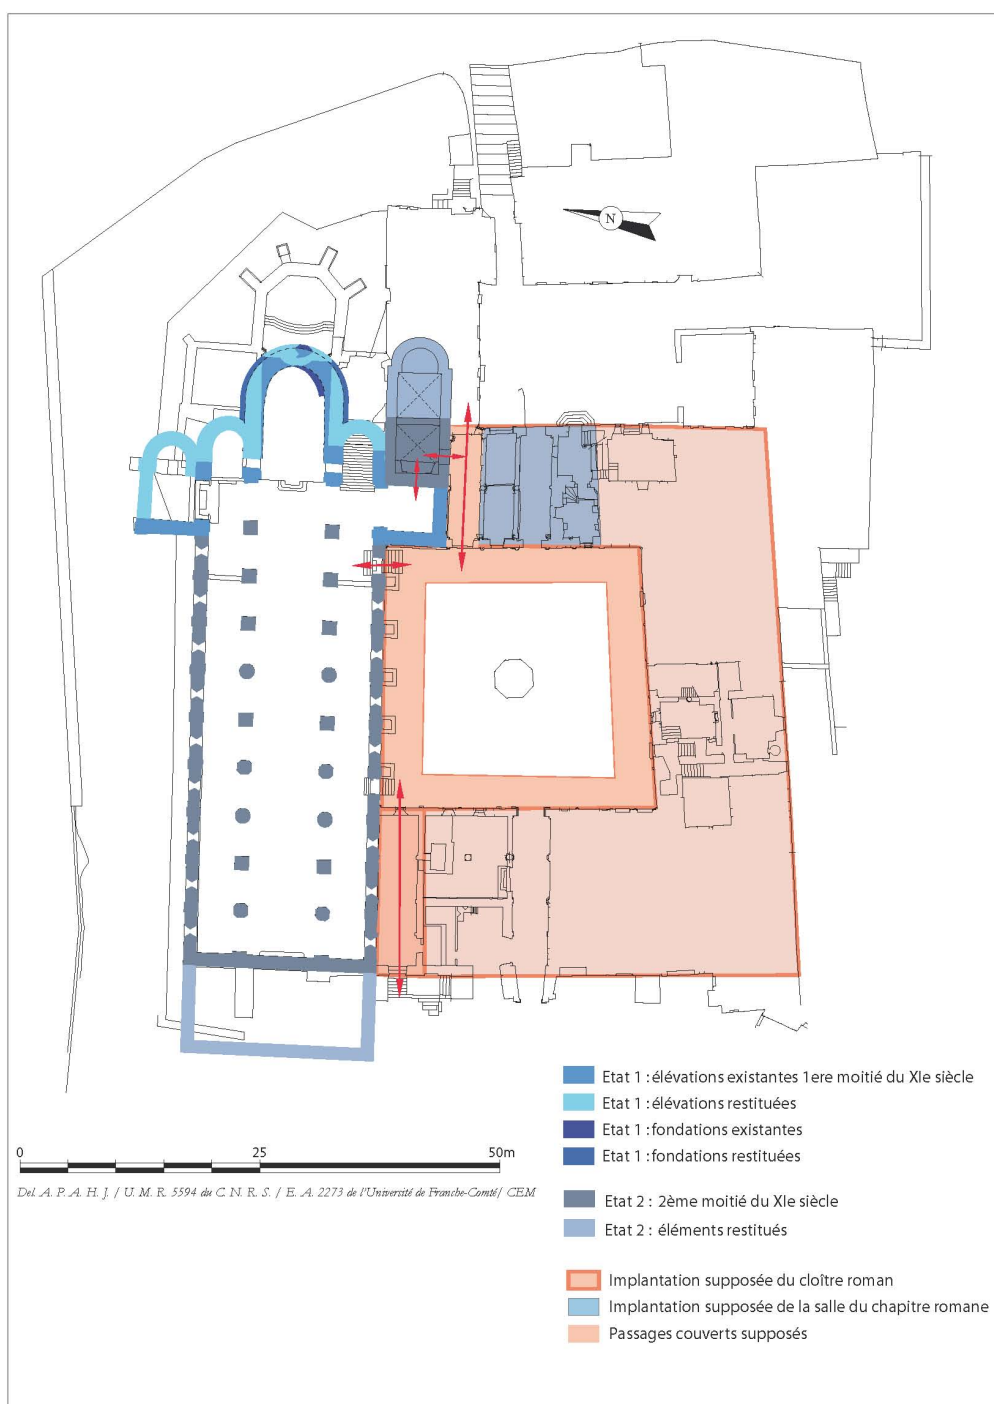 N
0 25 50m
Del. A. P. A. H. J. / U. M. R. 5594 du C. N. R. S. / E. A. 2273 de l'Université de Franche-Comté/ CEM
Etat 1 : élévations existantes 1ere moitié du XIe siècle
Etat 1 : élévations restituées
Etat 1 : fondations existantes
Etat 1 : fondations restituées
Etat 2 : 2ème moitié du XIe siècle
Etat 2 : éléments restitués
Implantation supposée du cloître roman
Implantation supposée de la salle du chapitre romane
Passages couverts supposés